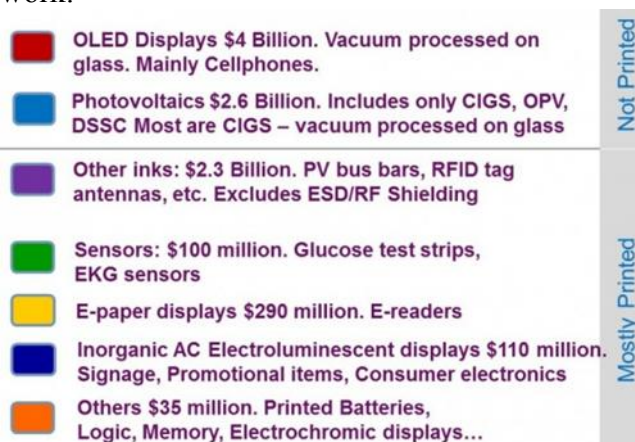 work.
OLED Displays $4 Billion. Vacuum processed on
glass. Mainly Cellphones.
Photovoltaics $2.6 Billion. Includes only CIGS, OPV,
DSSC Most are CIGS – vacuum processed on glass
Not Printed
Other inks: $2.3 Billion. PV bus bars, RFID tag
antennas, etc. Excludes ESD/RF Shielding
Sensors: $100 million. Glucose test strips,
EKG sensors
E-paper displays $290 million. E-readers
Inorganic AC Electroluminescent displays $110 million.
Signage, Promotional items, Consumer electronics
Others $35 million. Printed Batteries,
Logic, Memory, Electrochromic displays...
Mostly Printed